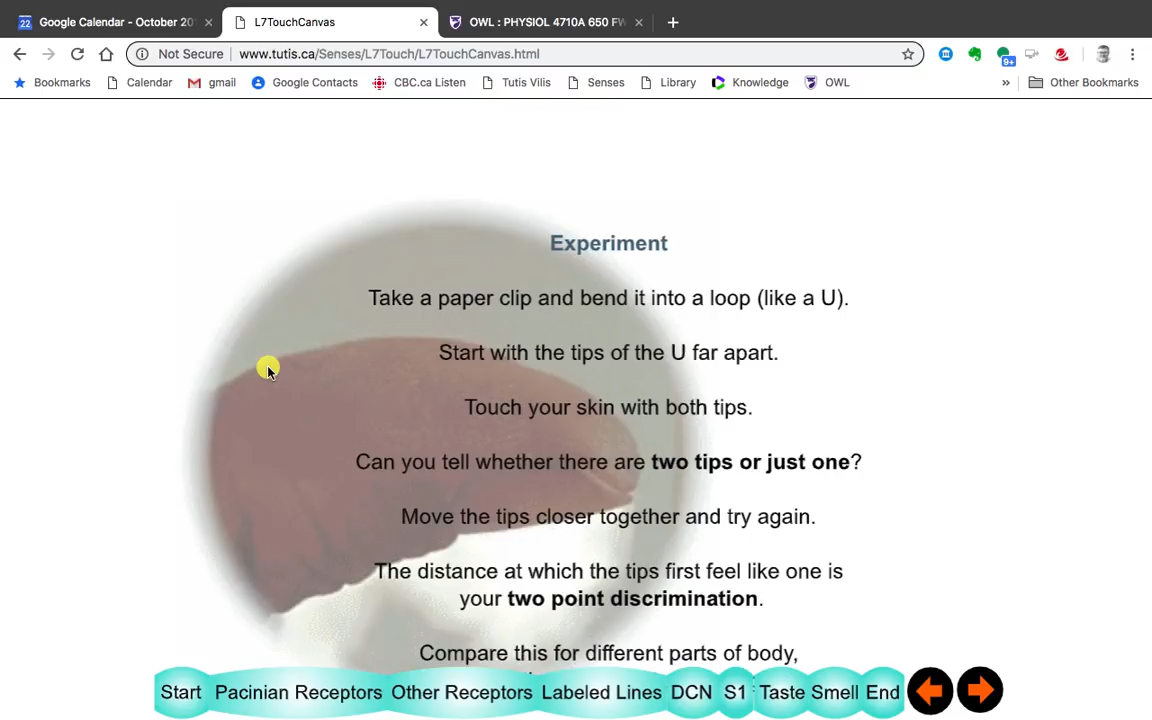 22 Google Calendar - October 20 L7TouchCanvas OWL : PHYSIOL 4710A 650 FW
Not Secure www.tutis.ca/Senses/L7Touch/L7TouchCanvas.html 9+
Bookmarks Calendar gmail Google Contacts CBC.ca Listen Tutis Vilis Senses Library Knowledge OWL » Other Bookmarks
Experiment
Take a paper clip and bend it into a loop (like a U).
Start with the tips of the U far apart.
Touch your skin with both tips.
Can you tell whether there are two tips or just one?
Move the tips closer together and try again.
The distance at which the tips first feel like one is
your two point discrimination.
Compare this for different parts of body,
Start Pacinian Receptors Other Receptors Labeled Lines DCN S1 Taste Smell End